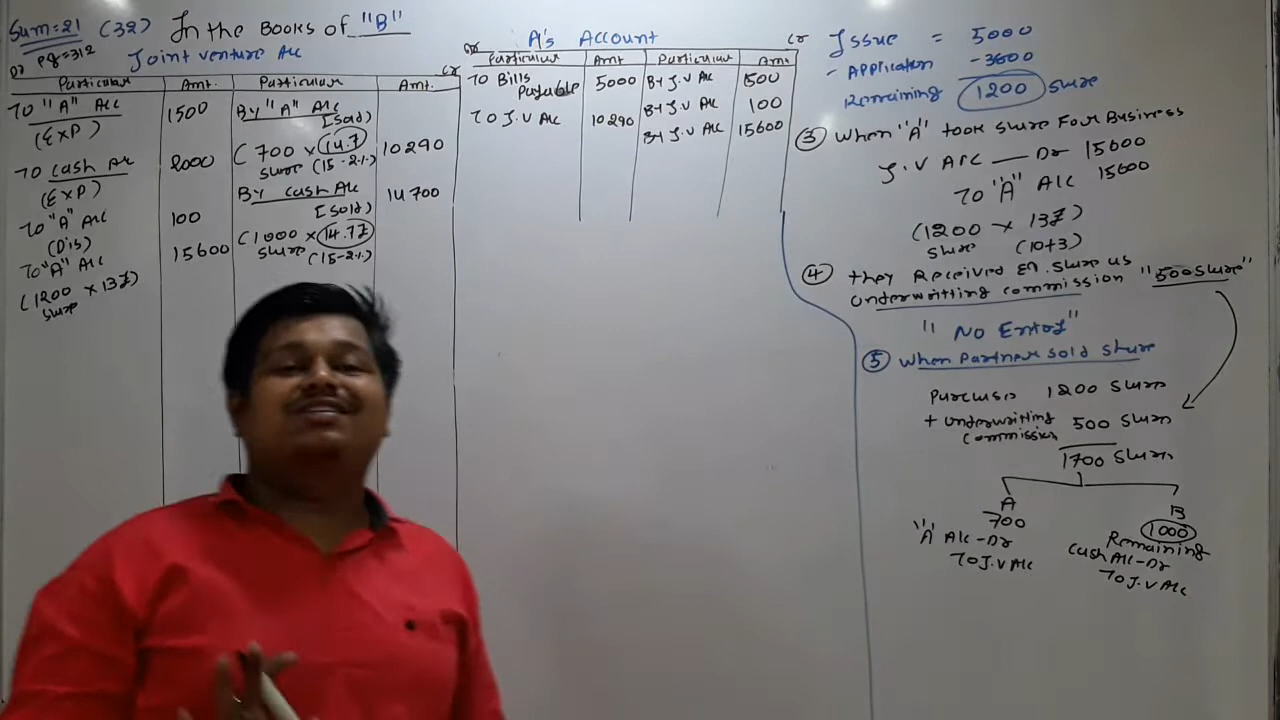 Sum=21 (32) In the Books of "B"
Pg=312 Joint venture A/c
Dr Cr
Particular Amt. Particular Amt.
To "A" A/c 1500 By "A" A/c
(Exp) [Sold]
(700 × 14.7 10290
share (15-2%)
To cash A/c 2000
(Exp) By cash A/c 14700
[Sold]
To "A" A/c 100
(Dis) (1000 × 14.7)
share (15-2%)
To "A" A/c 15600
(1200 × 13)
share
A's Account
Dr Cr
Particular Amt Particular Amt
To Bills
Payable 5000 By J.V A/c 1500
To J.V A/c 10290 By J.V A/c 100
By J.V A/c 15600
Issue = 5000
- Application -3800
Remaining 1200 share
③ When "A" took share for Business
J.V A/c — Dr 15600
To "A" A/c 15600
(1200 × 13)
share (10+3)
④ they Received share as
underwritting commission "500 share"
"No Entry"
⑤ When Partner sold share
Purchase 1200 share
+ underwritting
commission 500 share
1700 share
A B
700 1000
"A" A/c - Dr Remaining
To J.V A/c Cash A/c - Dr
To J.V A/c